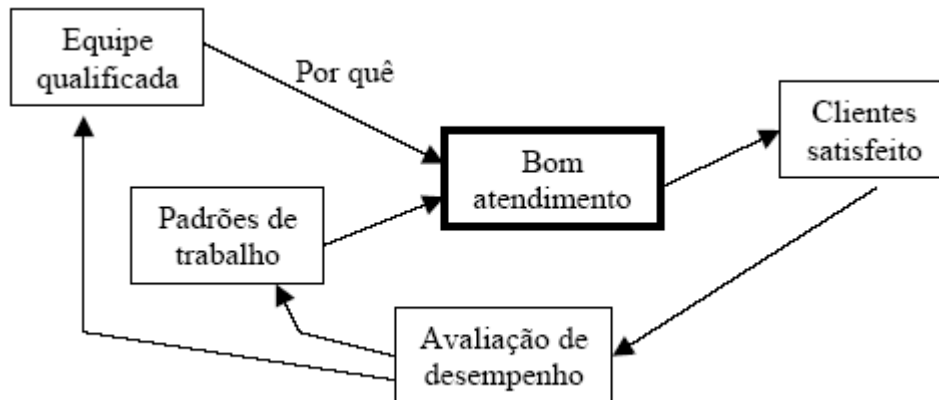 Equipe
qualificada
Por quê
Clientes
satisfeito
Bom
atendimento
Padrões de
trabalho
Avaliação de
desempenho